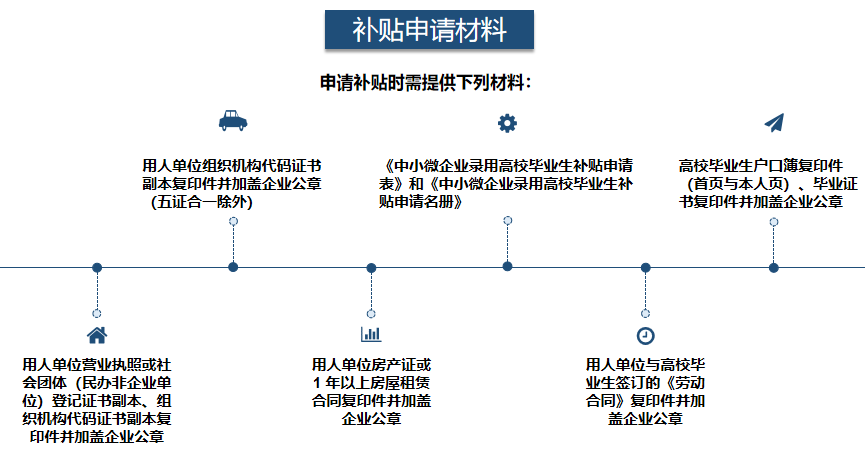 补贴申请材料
申请补贴时需提供下列材料：
用人单位组织机构代码证书
副本复印件并加盖企业公章
（五证合一除外）
《中小微企业录用高校毕业生补贴申请
表》和《中小微企业录用高校毕业生补
贴申请名册》
高校毕业生户口簿复印件
（首页与本人页）、毕业证
书复印件并加盖企业公章
用人单位营业执照或社
会团体（民办非企业单
位）登记证书副本、组
织机构代码证书副本复
印件并加盖企业公章
用人单位房产证或
1 年以上房屋租赁
合同复印件并加盖
企业公章
用人单位与高校毕
业生签订的《劳动
合同》复印件并加
盖企业公章